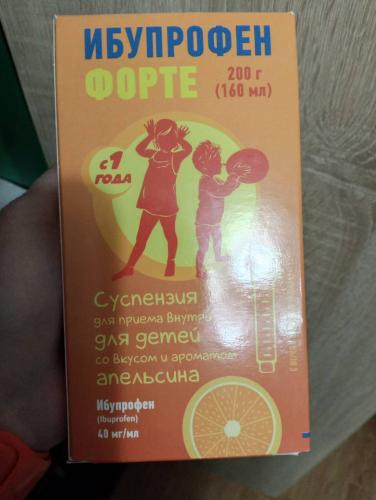 ИБУПРОФЕН
ФОРТЕ
200 г
(160 мл)
с 1
года
Суспензия
для приема внутрь
для детей
со вкусом и ароматом
апельсина
Ибупрофен
(Ibuprofen)
40 мг/мл